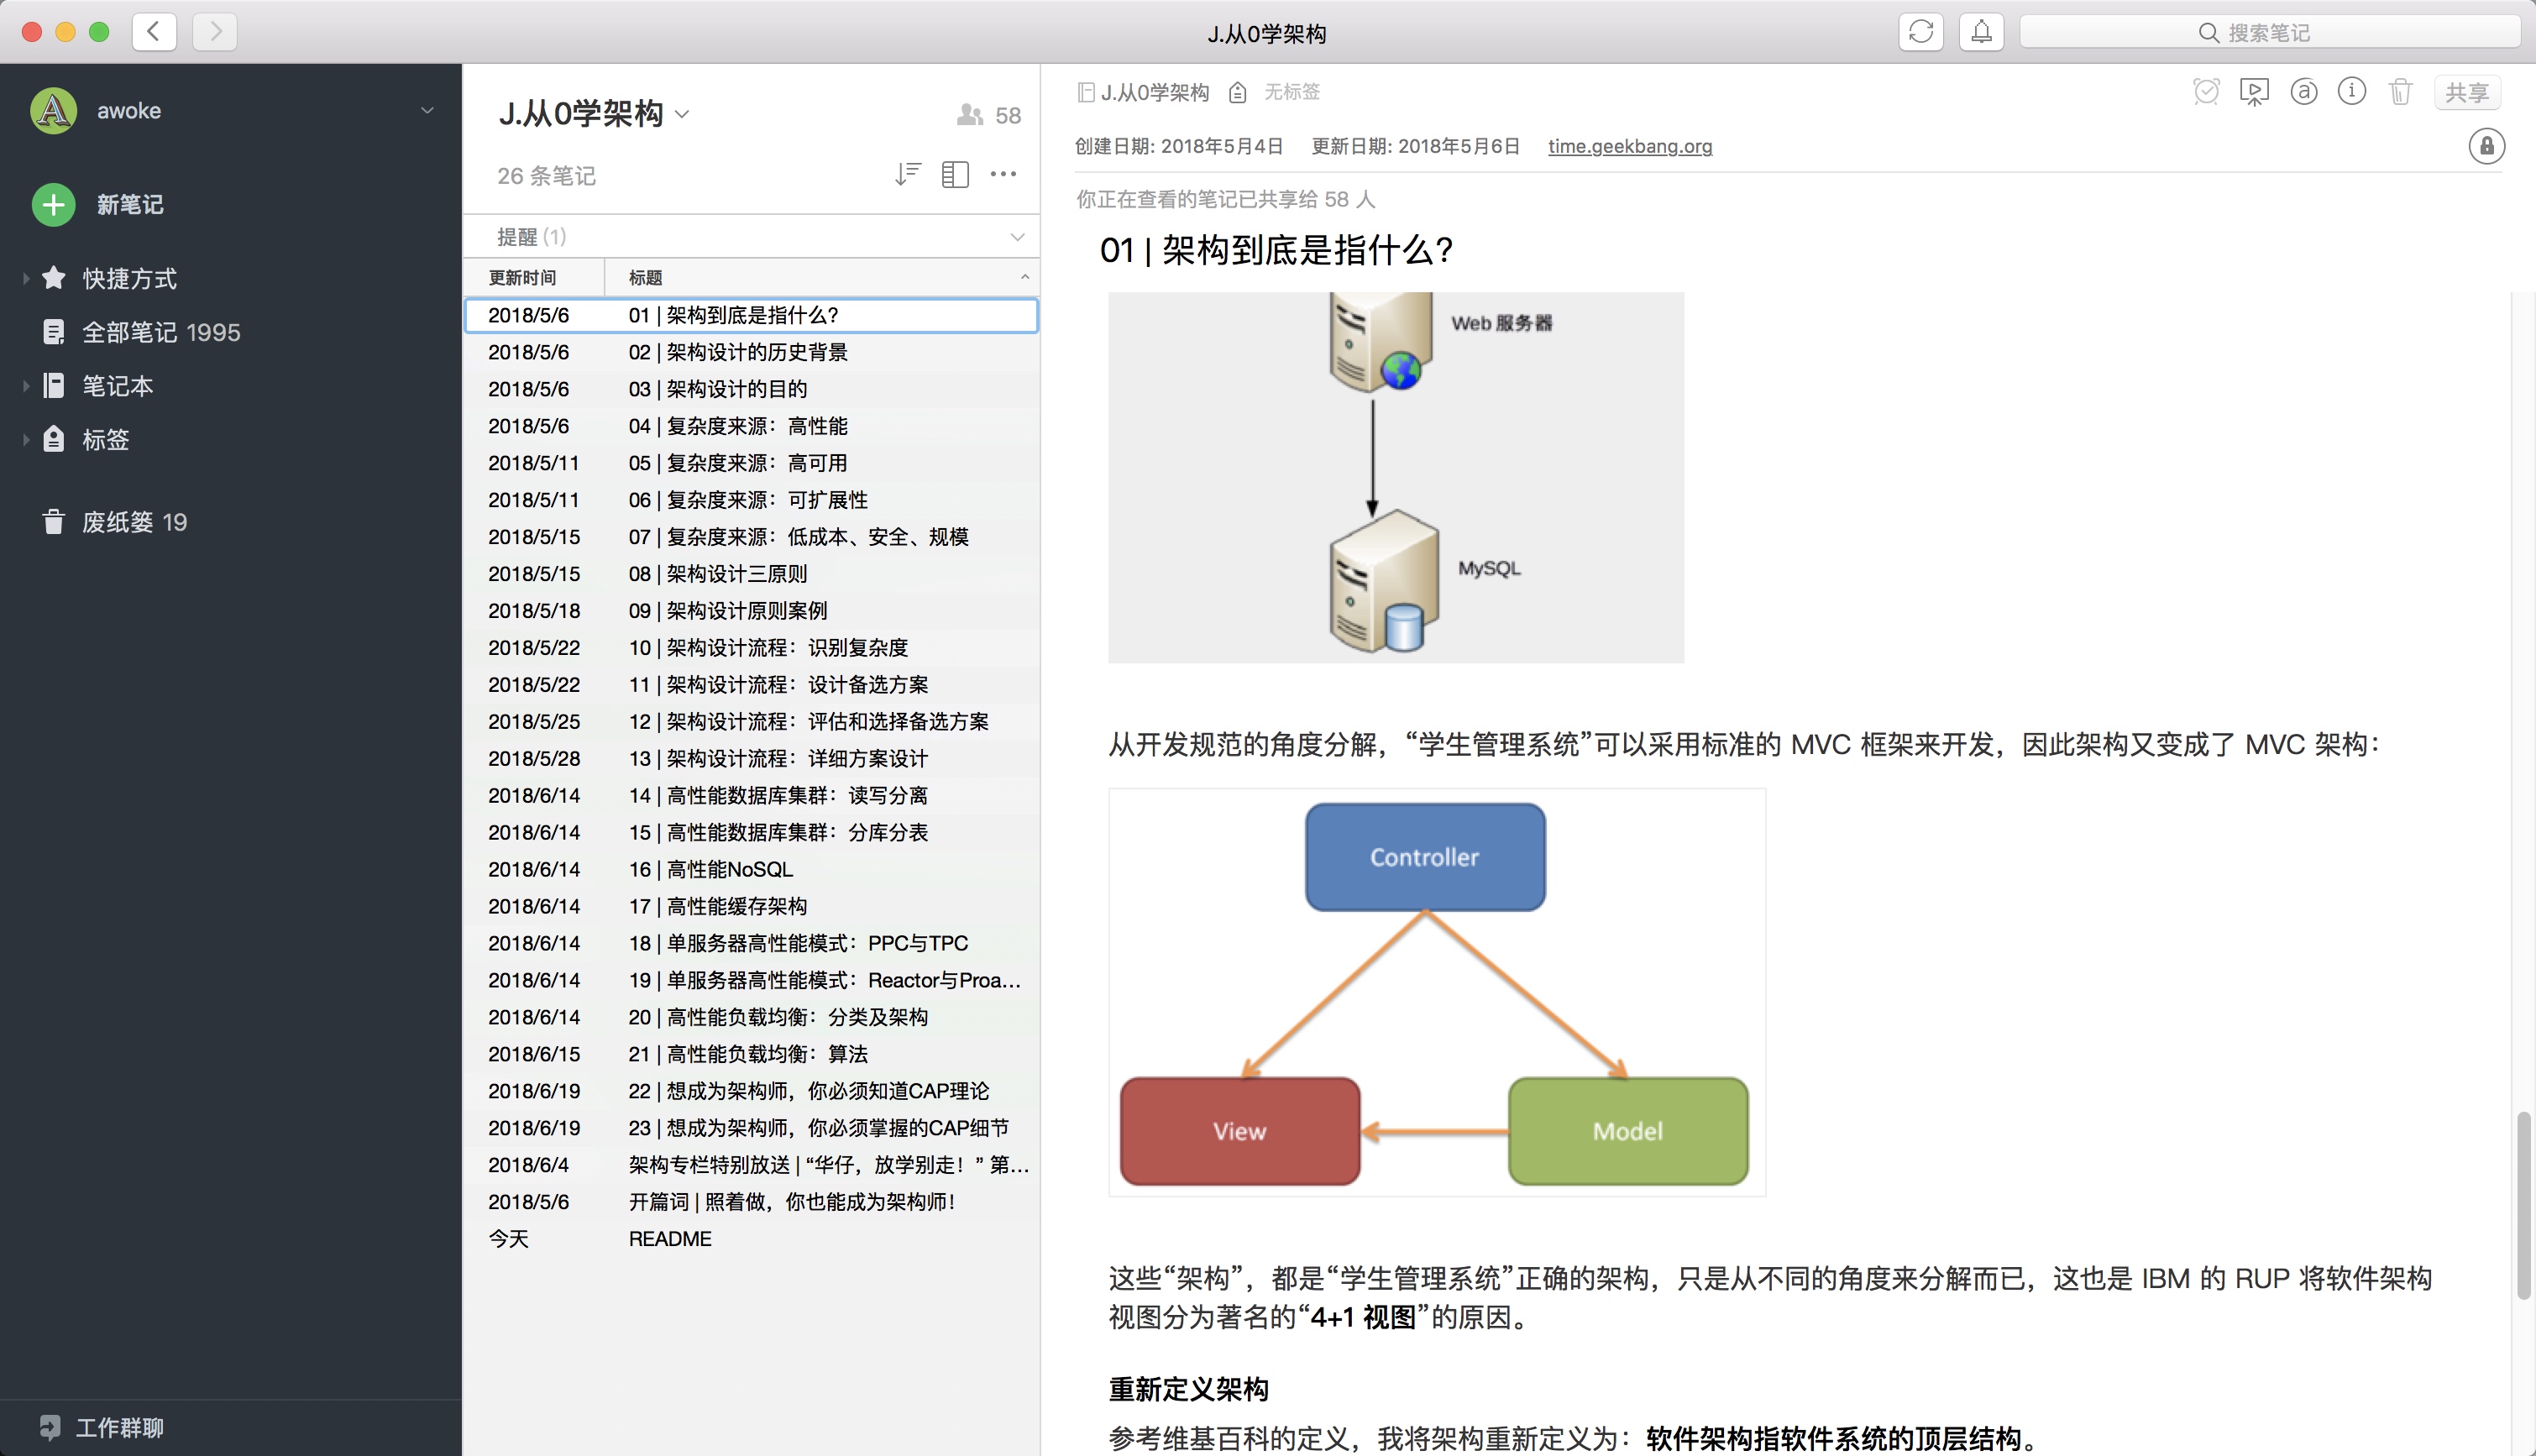 J.从0学架构
搜索笔记
awoke
新笔记
快捷方式
全部笔记 1995
笔记本
标签
废纸篓 19
工作群聊
J.从0学架构
58
26 条笔记
提醒 (1)
更新时间 标题
2018/5/6 01 | 架构到底是指什么?
2018/5/6 02 | 架构设计的历史背景
2018/5/6 03 | 架构设计的目的
2018/5/6 04 | 复杂度来源：高性能
2018/5/11 05 | 复杂度来源：高可用
2018/5/11 06 | 复杂度来源：可扩展性
2018/5/15 07 | 复杂度来源：低成本、安全、规模
2018/5/15 08 | 架构设计三原则
2018/5/18 09 | 架构设计原则案例
2018/5/22 10 | 架构设计流程：识别复杂度
2018/5/22 11 | 架构设计流程：设计备选方案
2018/5/25 12 | 架构设计流程：评估和选择备选方案
2018/5/28 13 | 架构设计流程：详细方案设计
2018/6/14 14 | 高性能数据库集群：读写分离
2018/6/14 15 | 高性能数据库集群：分库分表
2018/6/14 16 | 高性能NoSQL
2018/6/14 17 | 高性能缓存架构
2018/6/14 18 | 单服务器高性能模式：PPC与TPC
2018/6/14 19 | 单服务器高性能模式：Reactor与Proa...
2018/6/14 20 | 高性能负载均衡：分类及架构
2018/6/15 21 | 高性能负载均衡：算法
2018/6/19 22 | 想成为架构师，你必须知道CAP理论
2018/6/19 23 | 想成为架构师，你必须掌握的CAP细节
2018/6/4 架构专栏特别放送 | “华仔，放学别走！” 第...
2018/5/6 开篇词 | 照着做，你也能成为架构师！
今天 README
J.从0学架构 无标签
共享
创建日期: 2018年5月4日 更新日期: 2018年5月6日 time.geekbang.org
你正在查看的笔记已共享给 58 人
01 | 架构到底是指什么?
Web 服务器
MySQL
从开发规范的角度分解，“学生管理系统”可以采用标准的 MVC 框架来开发，因此架构又变成了 MVC 架构：
Controller
View
Model
这些“架构”，都是“学生管理系统”正确的架构，只是从不同的角度来分解而已，这也是 IBM 的 RUP 将软件架构
视图分为著名的“4+1 视图”的原因。
重新定义架构
参考维基百科的定义，我将架构重新定义为：软件架构指软件系统的顶层结构。